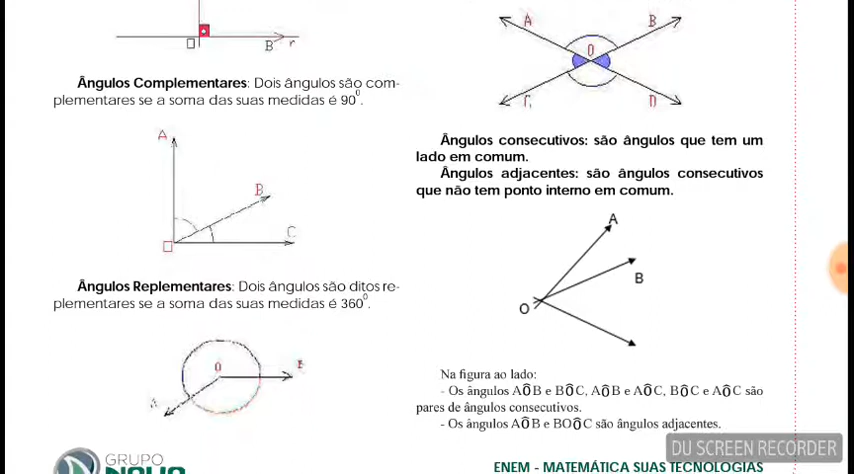 O B r
Ângulos Complementares: Dois ângulos são com-
plementares se a soma das suas medidas é 90⁰.
A
B
C
Ângulos Replementares: Dois ângulos são ditos re-
plementares se a soma das suas medidas é 360⁰.
O
A
GRUPO
A B
O
C D
Ângulos consecutivos: são ângulos que tem um
lado em comum.
Ângulos adjacentes: são ângulos consecutivos
que não tem ponto interno em comum.
A
B
O
Na figura ao lado:
- Os ângulos AÔB e BÔC, AÔB e AÔC, BÔC e AÔC são
pares de ângulos consecutivos.
- Os ângulos AÔB e BOÔC são ângulos adjacentes.
DU SCREEN RECORDER
ENEM - MATEMÁTICA SUAS TECNOLOGIAS